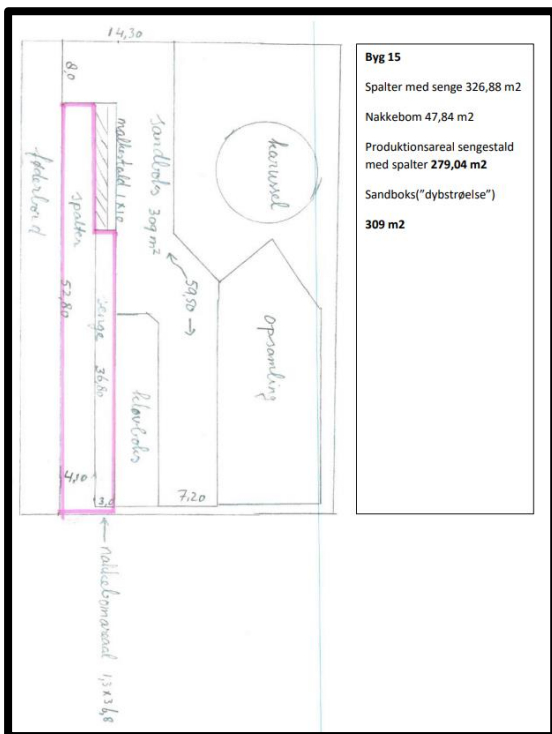 14,30
8,0
malkestald 1x10
sandboks 309 m²
karussel
foderbord
spalter
52,80
senge 36,80
59,50
klovboks
opsamling
4,10
3,0
7,20
nakkebomareal 1,3 x 36,8
Byg 15
Spalter med senge 326,88 m2
Nakkebom 47,84 m2
Produktionsareal sengestald
med spalter 279,04 m2
Sandboks("dybstrøelse")
309 m2